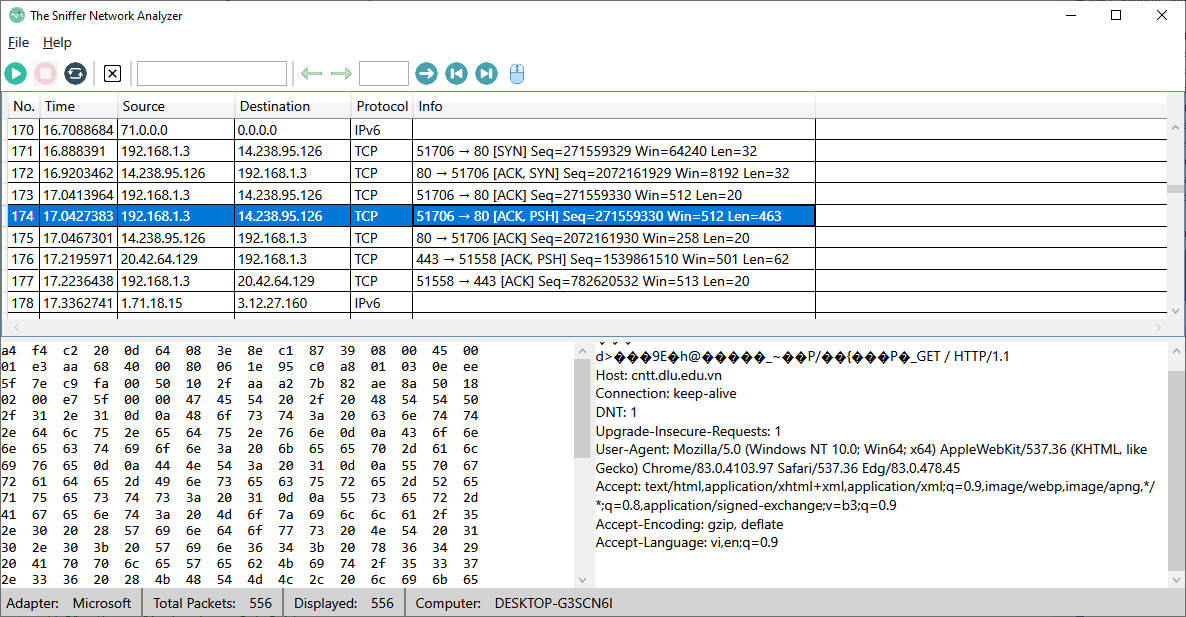 The Sniffer Network Analyzer
File Help
No. Time Source Destination Protocol Info
170 16.7088684 71.0.0.0 0.0.0.0 IPv6
171 16.888391 192.168.1.3 14.238.95.126 TCP 51706 → 80 [SYN] Seq=271559329 Win=64240 Len=32
172 16.9203462 14.238.95.126 192.168.1.3 TCP 80 → 51706 [ACK, SYN] Seq=2072161929 Win=8192 Len=32
173 17.0413964 192.168.1.3 14.238.95.126 TCP 51706 → 80 [ACK] Seq=271559330 Win=512 Len=20
174 17.0427383 192.168.1.3 14.238.95.126 TCP 51706 → 80 [ACK, PSH] Seq=271559330 Win=512 Len=463
175 17.0467301 14.238.95.126 192.168.1.3 TCP 80 → 51706 [ACK] Seq=2072161930 Win=258 Len=20
176 17.2195971 20.42.64.129 192.168.1.3 TCP 443 → 51558 [ACK, PSH] Seq=1539861510 Win=501 Len=62
177 17.2236438 192.168.1.3 20.42.64.129 TCP 51558 → 443 [ACK] Seq=782620532 Win=513 Len=20
178 17.3362741 1.71.18.15 3.12.27.160 IPv6
a4 f4 c2 20 0d 64 08 3e 8e c1 87 39 08 00 45 00
01 e3 aa 68 40 00 80 06 1e 95 c0 a8 01 03 0e ee
5f 7e c9 fa 00 50 10 2f aa a2 7b 82 ae 8a 50 18
02 00 e7 5f 00 00 47 45 54 20 2f 20 48 54 54 50
2f 31 2e 31 0d 0a 48 6f 73 74 3a 20 63 6e 74 74
2e 64 6c 75 2e 65 64 75 2e 76 6e 0d 0a 43 6f 6e
6e 65 63 74 69 6f 6e 3a 20 6b 65 65 70 2d 61 6c
69 76 65 0d 0a 44 4e 54 3a 20 31 0d 0a 55 70 67
72 61 64 65 2d 49 6e 73 65 63 75 72 65 2d 52 65
71 75 65 73 74 73 3a 20 31 0d 0a 55 73 65 72 2d
41 67 65 6e 74 3a 20 4d 6f 7a 69 6c 6c 61 2f 35
2e 30 20 28 57 69 6e 64 6f 77 73 20 4e 54 20 31
30 2e 30 3b 20 57 69 6e 36 34 3b 20 78 36 34 29
20 41 70 70 6c 65 57 65 62 4b 69 74 2f 35 33 37
2e 33 36 20 28 4b 48 54 4d 4c 2c 20 6c 69 6b 65
d>���9E�h@�����_~��P/��{���P�_GET / HTTP/1.1
Host: cntt.dlu.edu.vn
Connection: keep-alive
DNT: 1
Upgrade-Insecure-Requests: 1
User-Agent: Mozilla/5.0 (Windows NT 10.0; Win64; x64) AppleWebKit/537.36 (KHTML, like
Gecko) Chrome/83.0.4103.97 Safari/537.36 Edg/83.0.478.45
Accept: text/html,application/xhtml+xml,application/xml;q=0.9,image/webp,image/apng,*/
*;q=0.8,application/signed-exchange;v=b3;q=0.9
Accept-Encoding: gzip, deflate
Accept-Language: vi,en;q=0.9
Adapter: Microsoft Total Packets: 556 Displayed: 556 Computer: DESKTOP-G3SCN6I